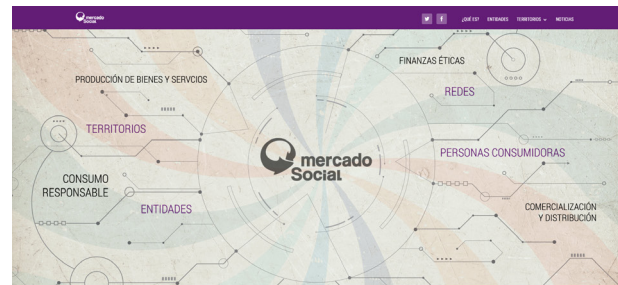 mercado
Social
¿QUÉ ES?
ENTIDADES
TERRITORIOS
NOTICIAS
FINANZAS ÉTICAS
PRODUCCIÓN DE BIENES Y SERVCIOS
REDES
TERRITORIOS
mercado
Social
PERSONAS CONSUMIDORAS
CONSUMO
RESPONSABLE
ENTIDADES
COMERCIALIZACIÓN
Y DISTRIBUCIÓN